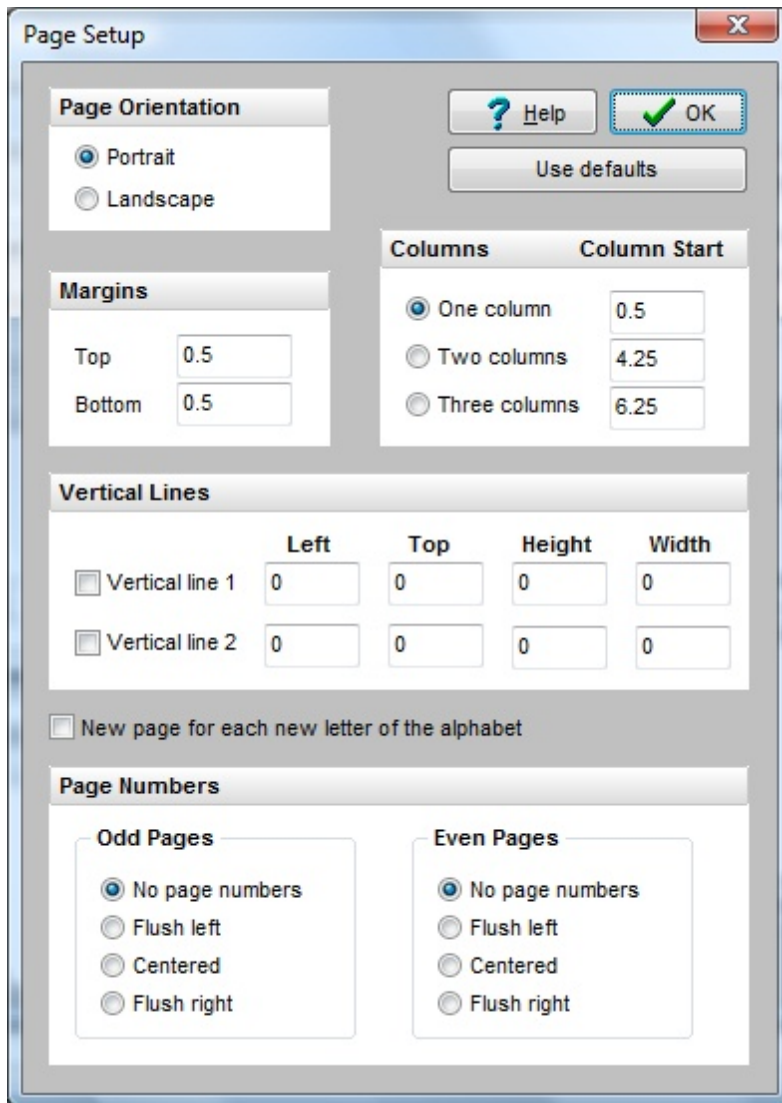 Page Setup
Page Orientation
Portrait
Landscape
Help
OK
Use defaults
Margins
Top 0.5
Bottom 0.5
Columns Column Start
One column 0.5
Two columns 4.25
Three columns 6.25
Vertical Lines
Left Top Height Width
Vertical line 1 0 0 0 0
Vertical line 2 0 0 0 0
New page for each new letter of the alphabet
Page Numbers
Odd Pages
No page numbers
Flush left
Centered
Flush right
Even Pages
No page numbers
Flush left
Centered
Flush right